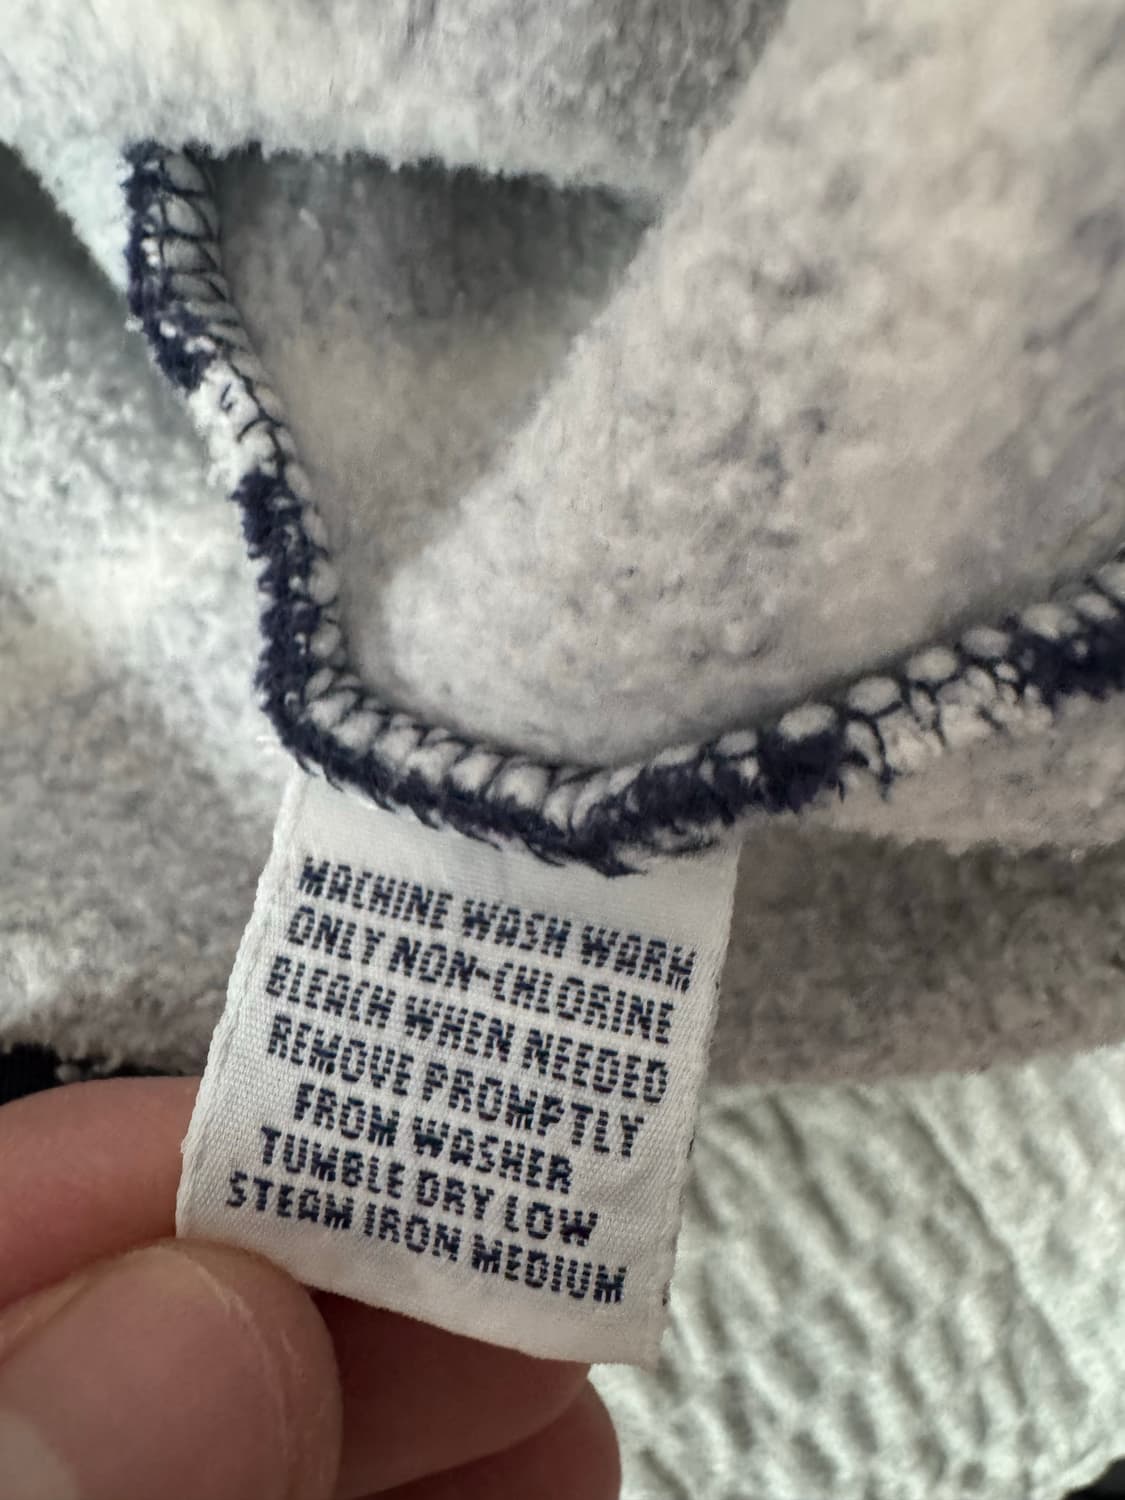 MACHINE WASH WARM
ONLY NON-CHLORINE
BLEACH WHEN NEEDED
REMOVE PROMPTLY
FROM WASHER
TUMBLE DRY LOW
STEAM IRON MEDIUM